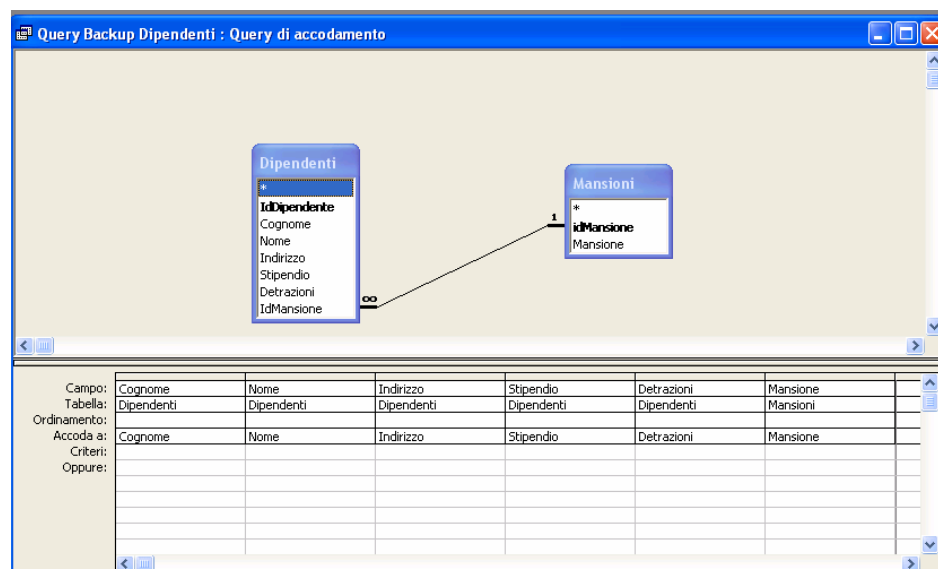 Query Backup Dipendenti : Query di accodamento
Dipendenti
*
IdDipendente
Cognome
Nome
Indirizzo
Stipendio
Detrazioni
IdMansione
∞
1
Mansioni
*
idMansione
Mansione
Campo: Cognome Nome Indirizzo Stipendio Detrazioni Mansione
Tabella: Dipendenti Dipendenti Dipendenti Dipendenti Dipendenti Mansioni
Ordinamento:
Accoda a: Cognome Nome Indirizzo Stipendio Detrazioni Mansione
Criteri:
Oppure: